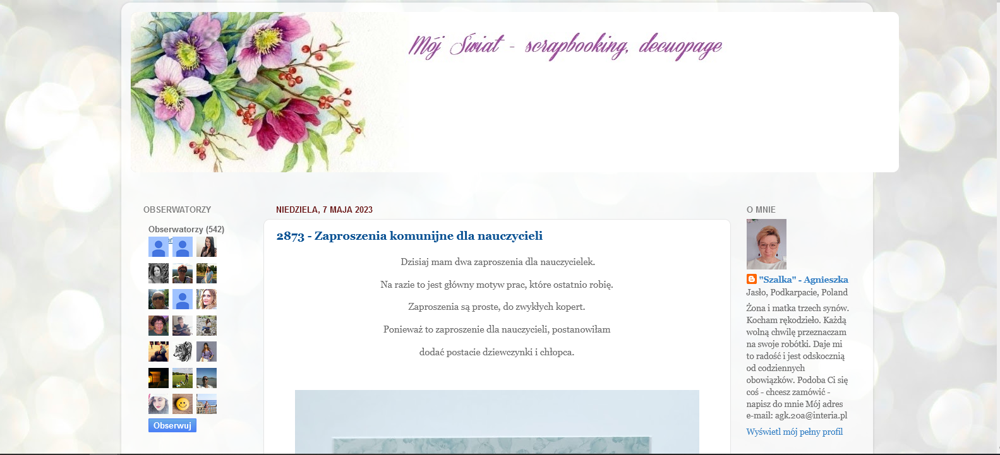 Mój Świat - scrapbooking, decuopage
OBSERWATORZY
Obserwatorzy (542)
Obserwuj
NIEDZIELA, 7 MAJA 2023
2873 - Zaproszenia komunijne dla nauczycieli
Dzisiaj mam dwa zaproszenia dla nauczycielek.
Na razie to jest główny motyw prac, które ostatnio robię.
Zaproszenia są proste, do zwykłych kopert.
Ponieważ to zaproszenie dla nauczycieli, postanowiłam
dodać postacie dziewczynki i chłopca.
O MNIE
"Szalka" - Agnieszka
Jasło, Podkarpacie, Poland
Żona i matka trzech synów.
Kocham rękodzieło. Każdą
wolną chwilę przeznaczam
na swoje robótki. Daje mi
to radość i jest odskocznią
od codziennych
obowiązków. Podoba Ci się
coś - chcesz zamówić -
napisz do mnie Mój adres
e-mail: agk.20a@interia.pl
Wyświetl mój pełny profil